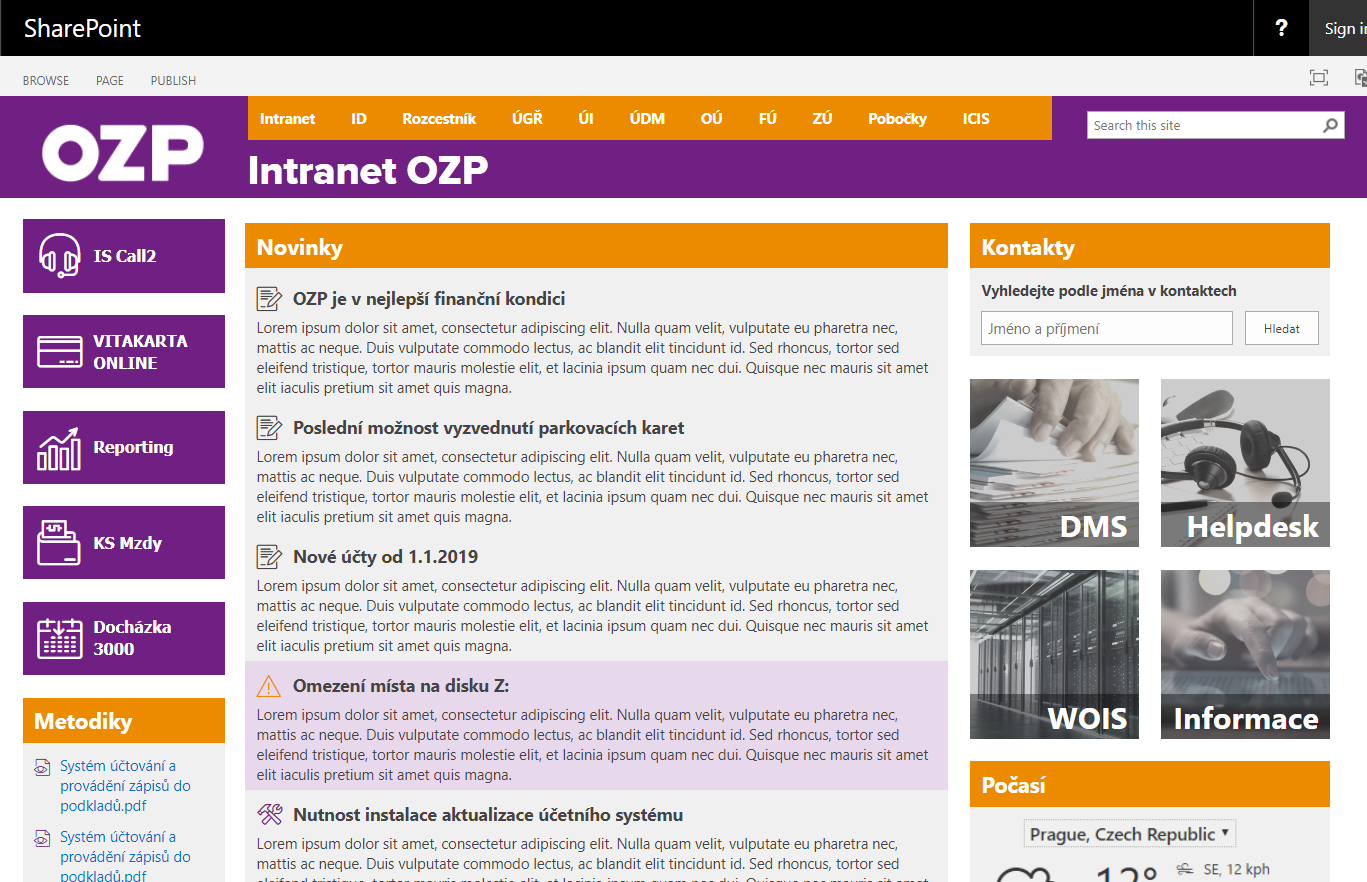 SharePoint
?
Sign in
BROWSE PAGE PUBLISH
OZP
Intranet ID Rozcestník ÚGŘ ÚI ÚDM OÚ FÚ ZÚ Pobočky ICIS
Search this site
Intranet OZP
IS Call2
VITAKARTA
ONLINE
Reporting
KS Mzdy
Docházka
3000
Metodiky
Systém účtování a
provádění zápisů do
podkladů.pdf
Systém účtování a
provádění zápisů do
podkladů.pdf
Novinky
OZP je v nejlepší finanční kondici
Lorem ipsum dolor sit amet, consectetur adipiscing elit. Nulla quam velit, vulputate eu pharetra nec,
mattis ac neque. Duis vulputate commodo lectus, ac blandit elit tincidunt id. Sed rhoncus, tortor sed
eleifend tristique, tortor mauris molestie elit, et lacinia ipsum quam nec dui. Quisque nec mauris sit amet
elit iaculis pretium sit amet quis magna.
Poslední možnost vyzvednutí parkovacích karet
Lorem ipsum dolor sit amet, consectetur adipiscing elit. Nulla quam velit, vulputate eu pharetra nec,
mattis ac neque. Duis vulputate commodo lectus, ac blandit elit tincidunt id. Sed rhoncus, tortor sed
eleifend tristique, tortor mauris molestie elit, et lacinia ipsum quam nec dui. Quisque nec mauris sit amet
elit iaculis pretium sit amet quis magna.
Nové účty od 1.1.2019
Lorem ipsum dolor sit amet, consectetur adipiscing elit. Nulla quam velit, vulputate eu pharetra nec,
mattis ac neque. Duis vulputate commodo lectus, ac blandit elit tincidunt id. Sed rhoncus, tortor sed
eleifend tristique, tortor mauris molestie elit, et lacinia ipsum quam nec dui. Quisque nec mauris sit amet
elit iaculis pretium sit amet quis magna.
Omezení místa na disku Z:
Lorem ipsum dolor sit amet, consectetur adipiscing elit. Nulla quam velit, vulputate eu pharetra nec,
mattis ac neque. Duis vulputate commodo lectus, ac blandit elit tincidunt id. Sed rhoncus, tortor sed
eleifend tristique, tortor mauris molestie elit, et lacinia ipsum quam nec dui. Quisque nec mauris sit amet
elit iaculis pretium sit amet quis magna.
Nutnost instalace aktualizace účetního systému
Lorem ipsum dolor sit amet, consectetur adipiscing elit. Nulla quam velit, vulputate eu pharetra nec,
mattis ac neque. Duis vulputate commodo lectus, ac blandit elit tincidunt id. Sed rhoncus, tortor sed
Kontakty
Vyhledejte podle jména v kontaktech
Jméno a příjmení
Hledat
DMS
Helpdesk
WOIS
Informace
Počasí
Prague, Czech Republic
12°
SE, 12 kph